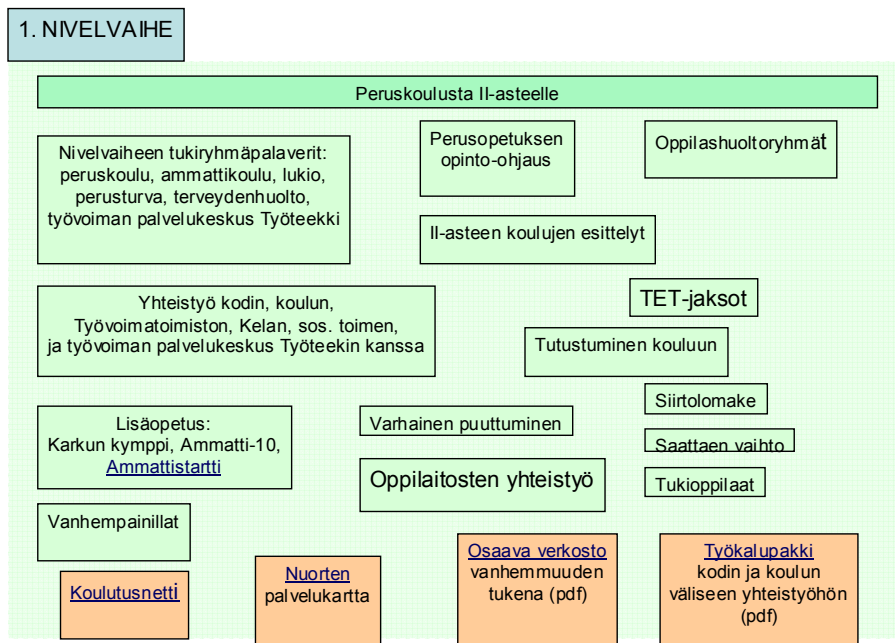 1. NIVELVAIHE
Peruskoulusta II-asteelle
Nivelvaiheen tukiryhmäpalaverit:
peruskoulu, ammattikoulu, lukio,
perusturva, terveydenhuolto,
työvoiman palvelukeskus Työteekki
Perusopetuksen
opinto-ohjaus
Oppilashuoltoryhmät
II-asteen koulujen esittelyt
Yhteistyö kodin, koulun,
Työvoimatoimiston, Kelan, sos. toimen,
ja työvoiman palvelukeskus Työteekin kanssa
TET-jaksot
Tutustuminen kouluun
Lisäopetus:
Karkun kymppi, Ammatti-10,
Ammattistartti
Varhainen puuttuminen
Siirtolomake
Saattaen vaihto
Oppilaitosten yhteistyö
Tukioppilaat
Vanhempainillat
Koulutusnetti
Nuorten
palvelukartta
Osaava verkosto
vanhemmuuden
tukena (pdf)
Työkalupakki
kodin ja koulun
väliseen yhteistyöhön
(pdf)